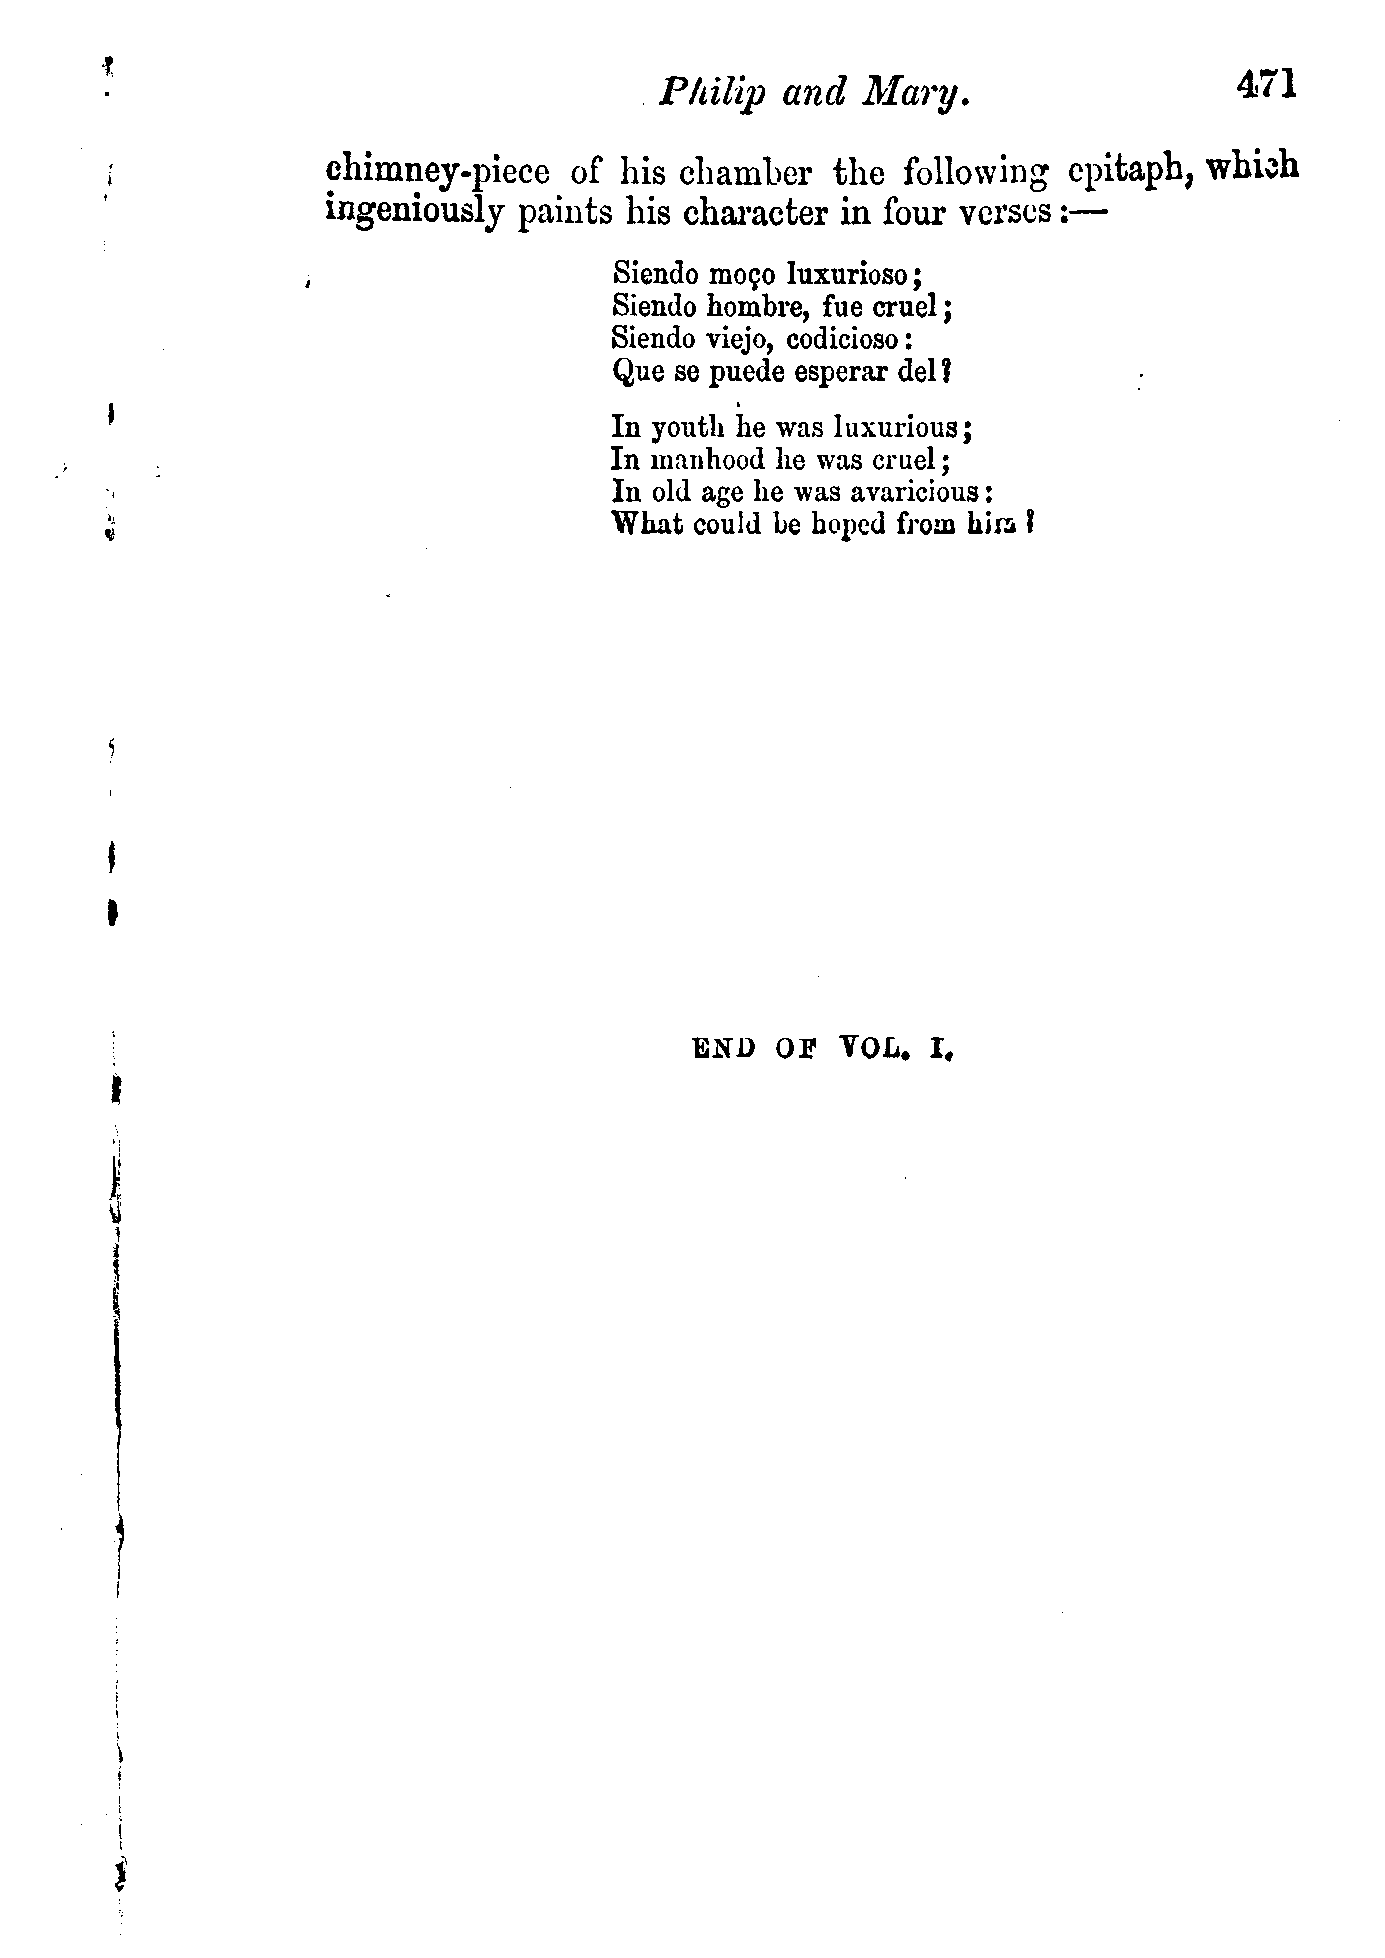 Philip and Mary. 471
chimney-piece of his chamber the following epitaph, which
ingeniously paints his character in four verses :—
Siendo moço luxurioso;
Siendo hombre, fue cruel;
Siendo viejo, codicioso:
Que se puede esperar del?
In youth he was luxurious;
In manhood he was cruel;
In old age he was avaricious:
What could be hoped from him?
END OF VOL. I.